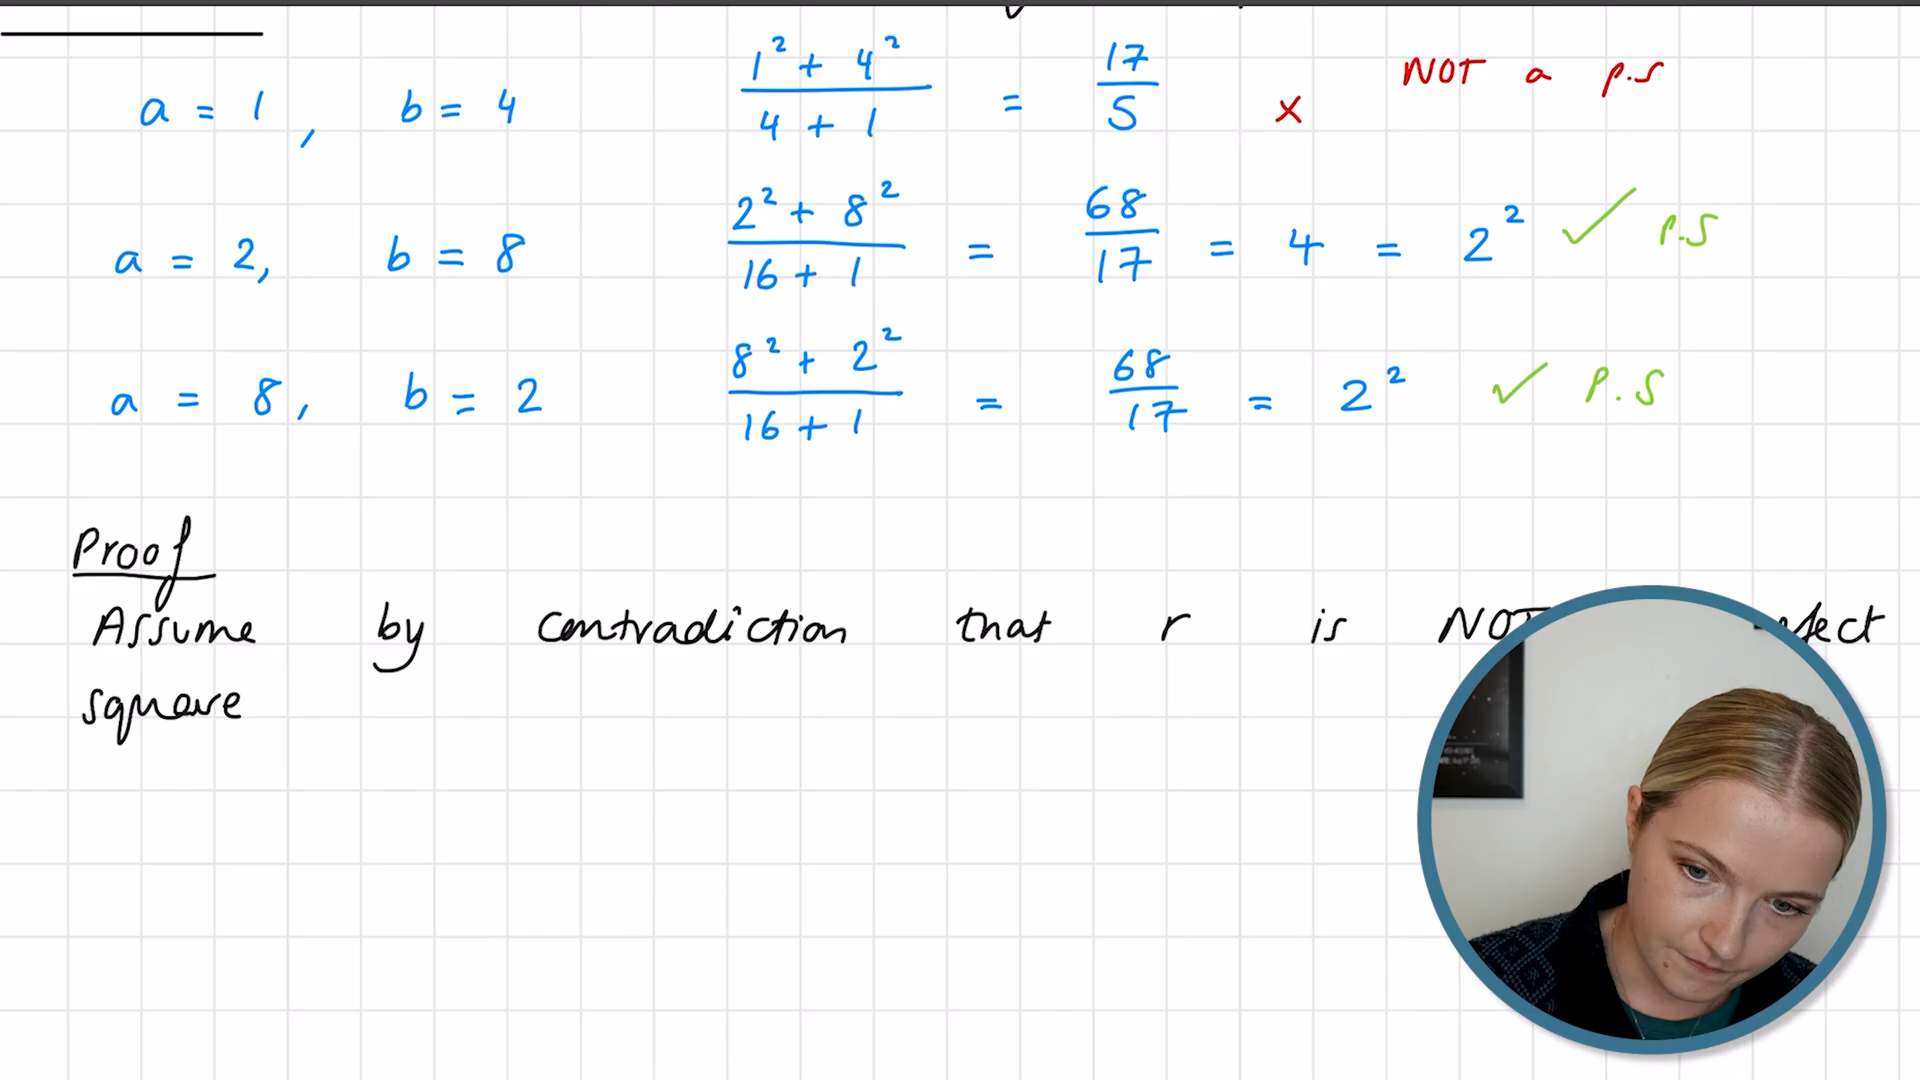 a = 1 , b = 4 (1² + 4²)/(4 + 1) = 17/5 x NOT a p.s
a = 2, b = 8 (2² + 8²)/(16 + 1) = 68/17 = 4 = 2² ✓ P.S
a = 8, b = 2 (8² + 2²)/(16 + 1) = 68/17 = 2² ✓ P.S
Proof
Assume by contradiction that r is
square